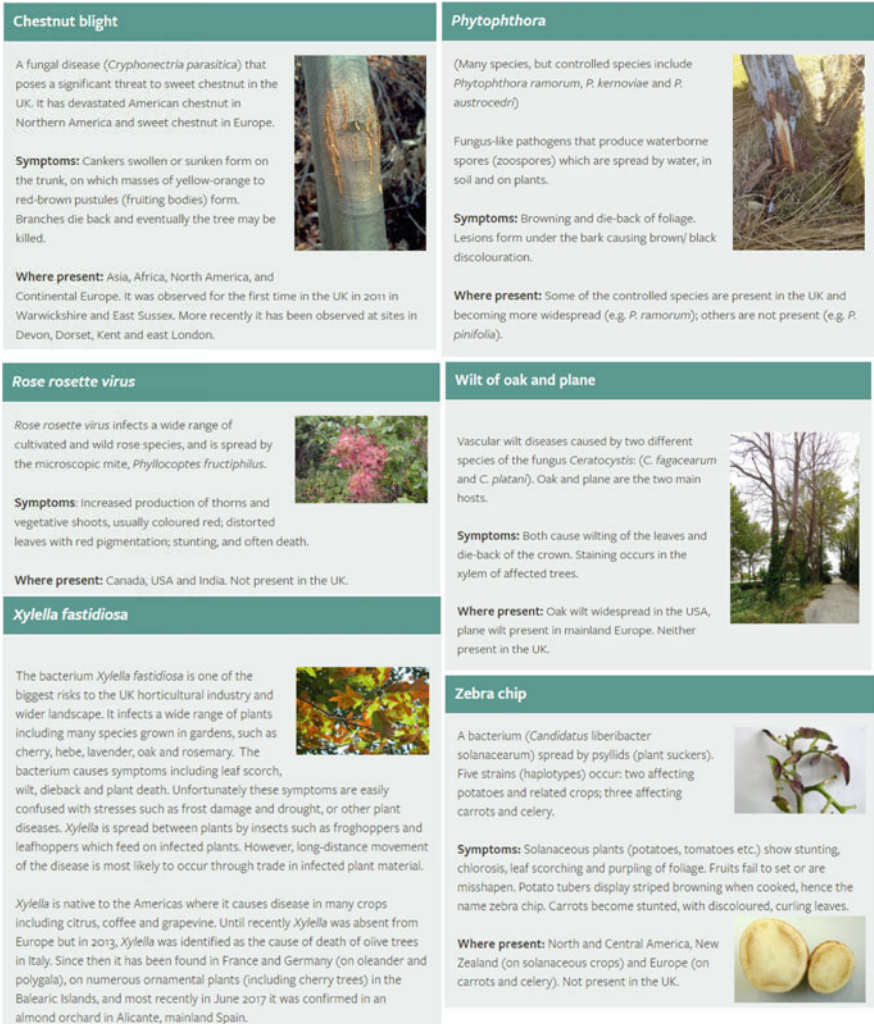 Chestnut blight
A fungal disease (Cryphonectria parasitica) that
poses a significant threat to sweet chestnut in the
UK. It has devastated American chestnut in
Northern America and sweet chestnut in Europe.
Symptoms: Cankers swollen or sunken form on
the trunk, on which masses of yellow-orange to
red-brown pustules (fruiting bodies) form.
Branches die back and eventually the tree may be
killed.
Where present: Asia, Africa, North America, and
Continental Europe. It was observed for the first time in the UK in 2011 in
Warwickshire and East Sussex. More recently it has been observed at sites in
Devon, Dorset, Kent and east London.
Rose rosette virus
Rose rosette virus infects a wide range of
cultivated and wild rose species, and is spread by
the microscopic mite, Phyllocoptes fructiphilus.
Symptoms: Increased production of thorns and
vegetative shoots, usually coloured red; distorted
leaves with red pigmentation; stunting, and often death.
Where present: Canada, USA and India. Not present in the UK.
Xylella fastidiosa
The bacterium Xylella fastidiosa is one of the
biggest risks to the UK horticultural industry and
wider landscape. It infects a wide range of plants
including many species grown in gardens, such as
cherry, hebe, lavender, oak and rosemary. The
bacterium causes symptoms including leaf scorch,
wilt, dieback and plant death. Unfortunately these symptoms are easily
confused with stresses such as frost damage and drought, or other plant
diseases. Xylella is spread between plants by insects such as froghoppers and
leafhoppers which feed on infected plants. However, long-distance movement
of the disease is most likely to occur through trade in infected plant material.
Xylella is native to the Americas where it causes disease in many crops
including citrus, coffee and grapevine. Until recently Xylella was absent from
Europe but in 2013, Xylella was identified as the cause of death of olive trees
in Italy. Since then it has been found in France and Germany (on oleander and
polygala), on numerous ornamental plants (including cherry trees) in the
Balearic Islands, and most recently in June 2017 it was confirmed in an
almond orchard in Alicante, mainland Spain.
Phytophthora
(Many species, but controlled species include
Phytophthora ramorum, P. kernoviae and P.
austrocedri)
Fungus-like pathogens that produce waterborne
spores (zoospores) which are spread by water, in
soil and on plants.
Symptoms: Browning and die-back of foliage.
Lesions form under the bark causing brown/ black
discolouration.
Where present: Some of the controlled species are present in the UK and
becoming more widespread (e.g. P. ramorum); others are not present (e.g. P.
pinifolia).
Wilt of oak and plane
Vascular wilt diseases caused by two different
species of the fungus Ceratocystis: (C. fagacearum
and C. platani). Oak and plane are the two main
hosts.
Symptoms: Both cause wilting of the leaves and
die-back of the crown. Staining occurs in the
xylem of affected trees.
Where present: Oak wilt widespread in the USA,
plane wilt present in mainland Europe. Neither
present in the UK.
Zebra chip
A bacterium (Candidatus liberibacter
solanacearum) spread by psyllids (plant suckers).
Five strains (haplotypes) occur: two affecting
potatoes and related crops; three affecting
carrots and celery.
Symptoms: Solanaceous plants (potatoes, tomatoes etc.) show stunting,
chlorosis, leaf scorching and purpling of foliage. Fruits fail to set or are
misshapen. Potato tubers display striped browning when cooked, hence the
name zebra chip. Carrots become stunted, with discoloured, curling leaves.
Where present: North and Central America, New
Zealand (on solanaceous crops) and Europe (on
carrots and celery). Not present in the UK.